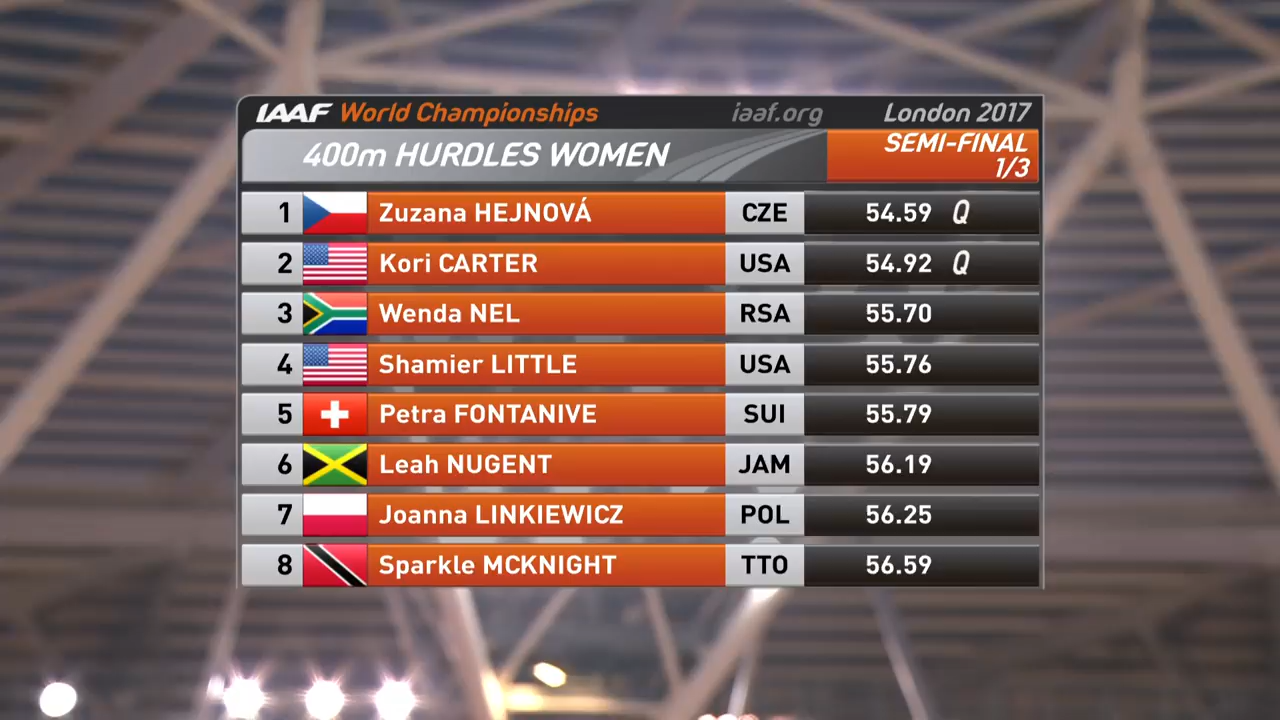 IAAF World Championships iaaf.org London 2017
400m HURDLES WOMEN SEMI-FINAL
1/3
1 Zuzana HEJNOVÁ CZE 54.59 Q
2 Kori CARTER USA 54.92 Q
3 Wenda NEL RSA 55.70
4 Shamier LITTLE USA 55.76
5 Petra FONTANIVE SUI 55.79
6 Leah NUGENT JAM 56.19
7 Joanna LINKIEWICZ POL 56.25
8 Sparkle MCKNIGHT TTO 56.59